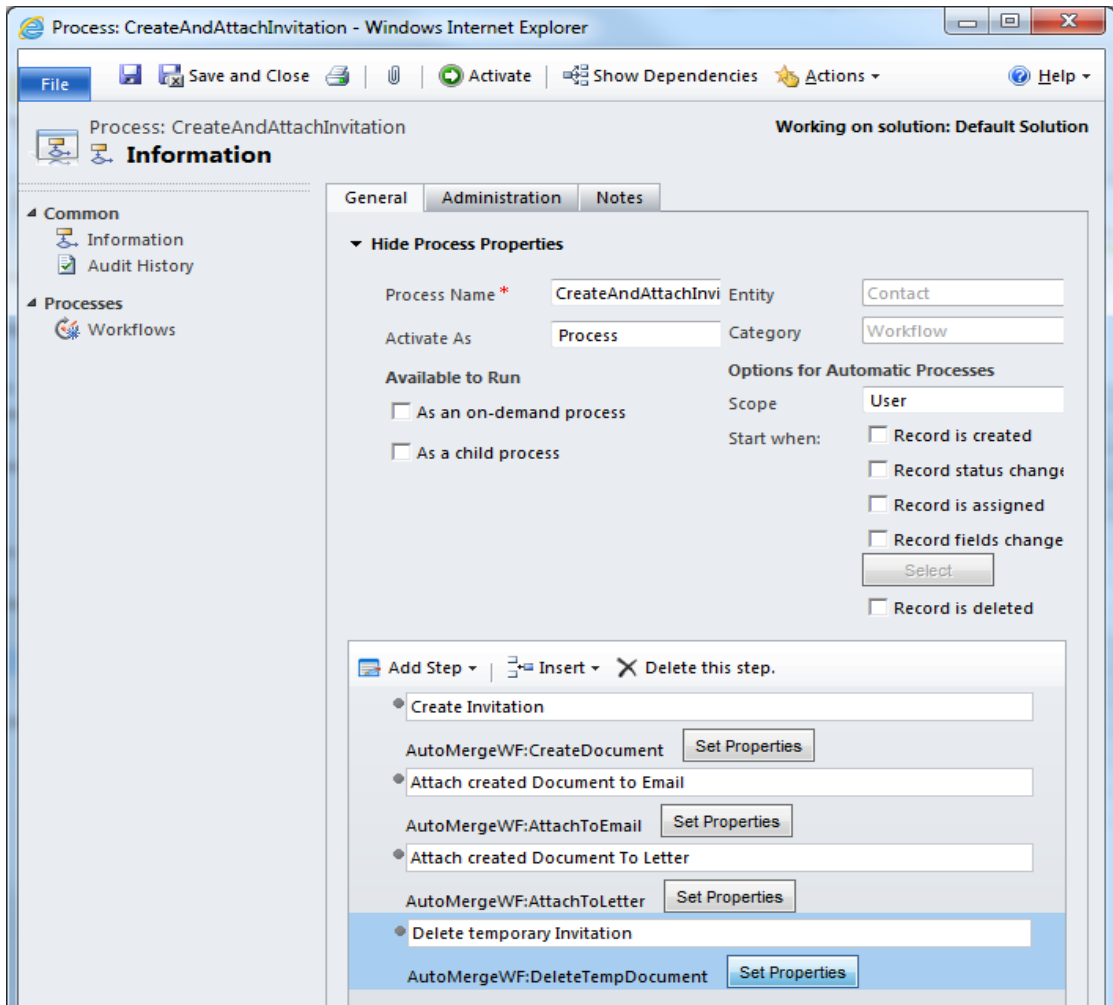 Process: CreateAndAttachInvitation - Windows Internet Explorer
File Save and Close Activate Show Dependencies Actions Help
Process: CreateAndAttachInvitation
Information
Working on solution: Default Solution
Common
Information
Audit History
Processes
Workflows
General Administration Notes
Hide Process Properties
Process Name * CreateAndAttachInvi Entity Contact
Activate As Process Category Workflow
Available to Run Options for Automatic Processes
As an on-demand process Scope User
As a child process Start when: Record is created
Record status change
Record is assigned
Record fields change
Select
Record is deleted
Add Step Insert Delete this step.
Create Invitation
AutoMergeWF:CreateDocument Set Properties
Attach created Document to Email
AutoMergeWF:AttachToEmail Set Properties
Attach created Document To Letter
AutoMergeWF:AttachToLetter Set Properties
Delete temporary Invitation
AutoMergeWF:DeleteTempDocument Set Properties